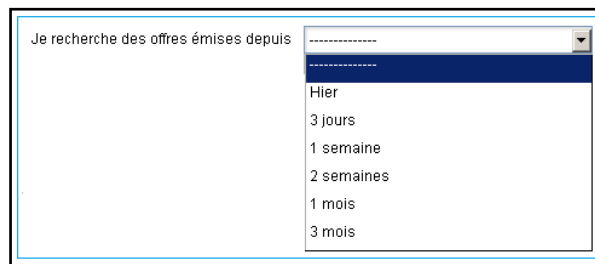 Je recherche des offres émises depuis --------------
--------------
Hier
3 jours
1 semaine
2 semaines
1 mois
3 mois